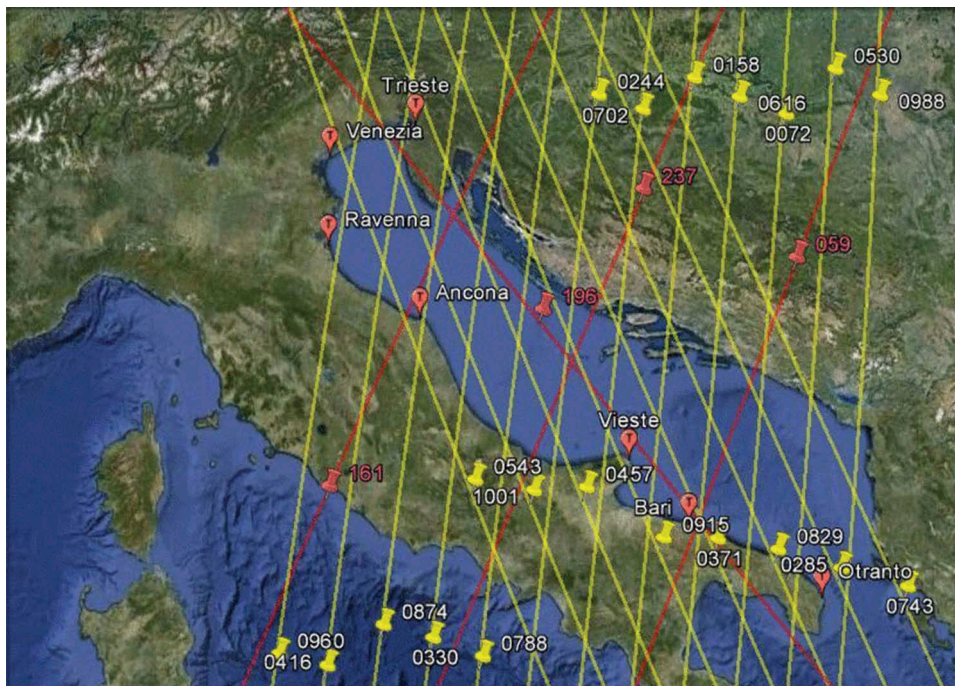 0530
0158
0244
Trieste
0988
0616
0702
0072
Venezia
237
Ravenna
059
Ancona
196
Vieste
0543
0457
161
1001
Bari
0915
0829
0371
0285
Otranto
0743
0874
0960
0788
0330
0416
T
T
T
T
T
T
T